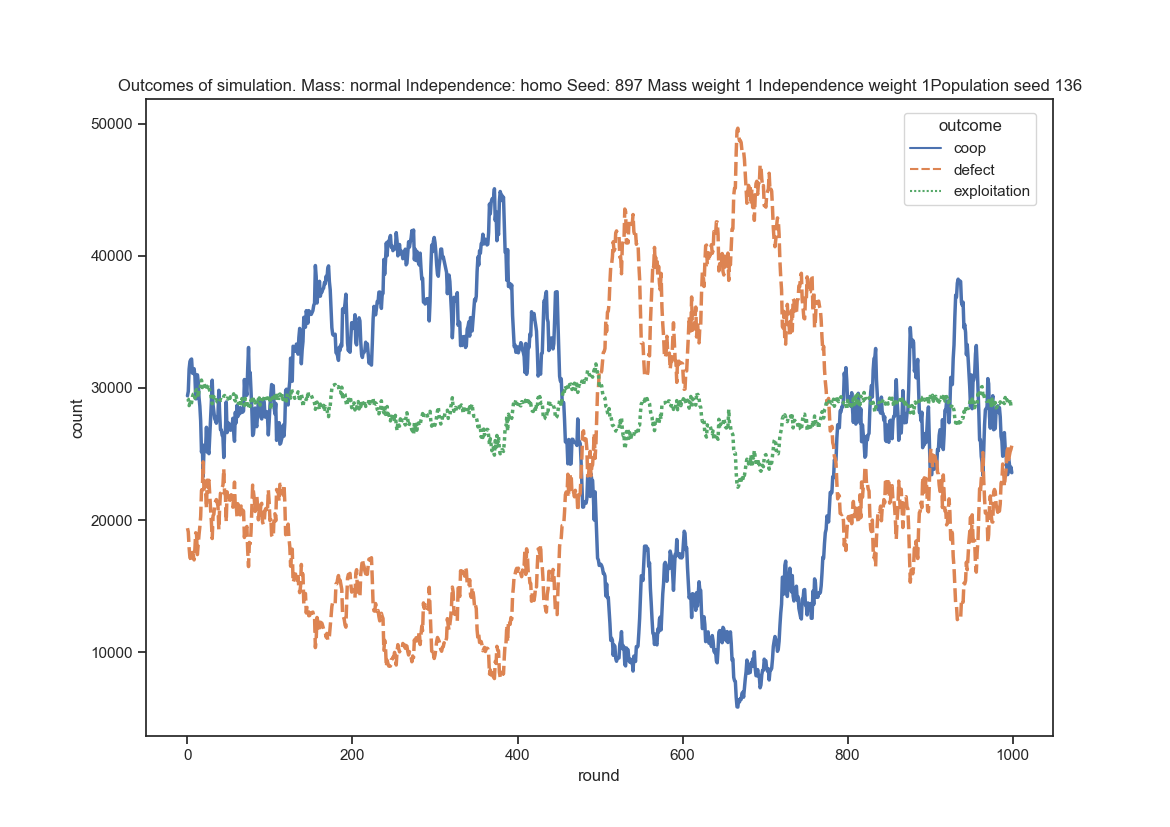 Outcomes of simulation. Mass: normal Independence: homo Seed: 897 Mass weight 1 Independence weight 1Population seed 136
outcome
coop
defect
exploitation
50000
40000
30000
20000
10000
count
0
200
400
600
800
1000
round